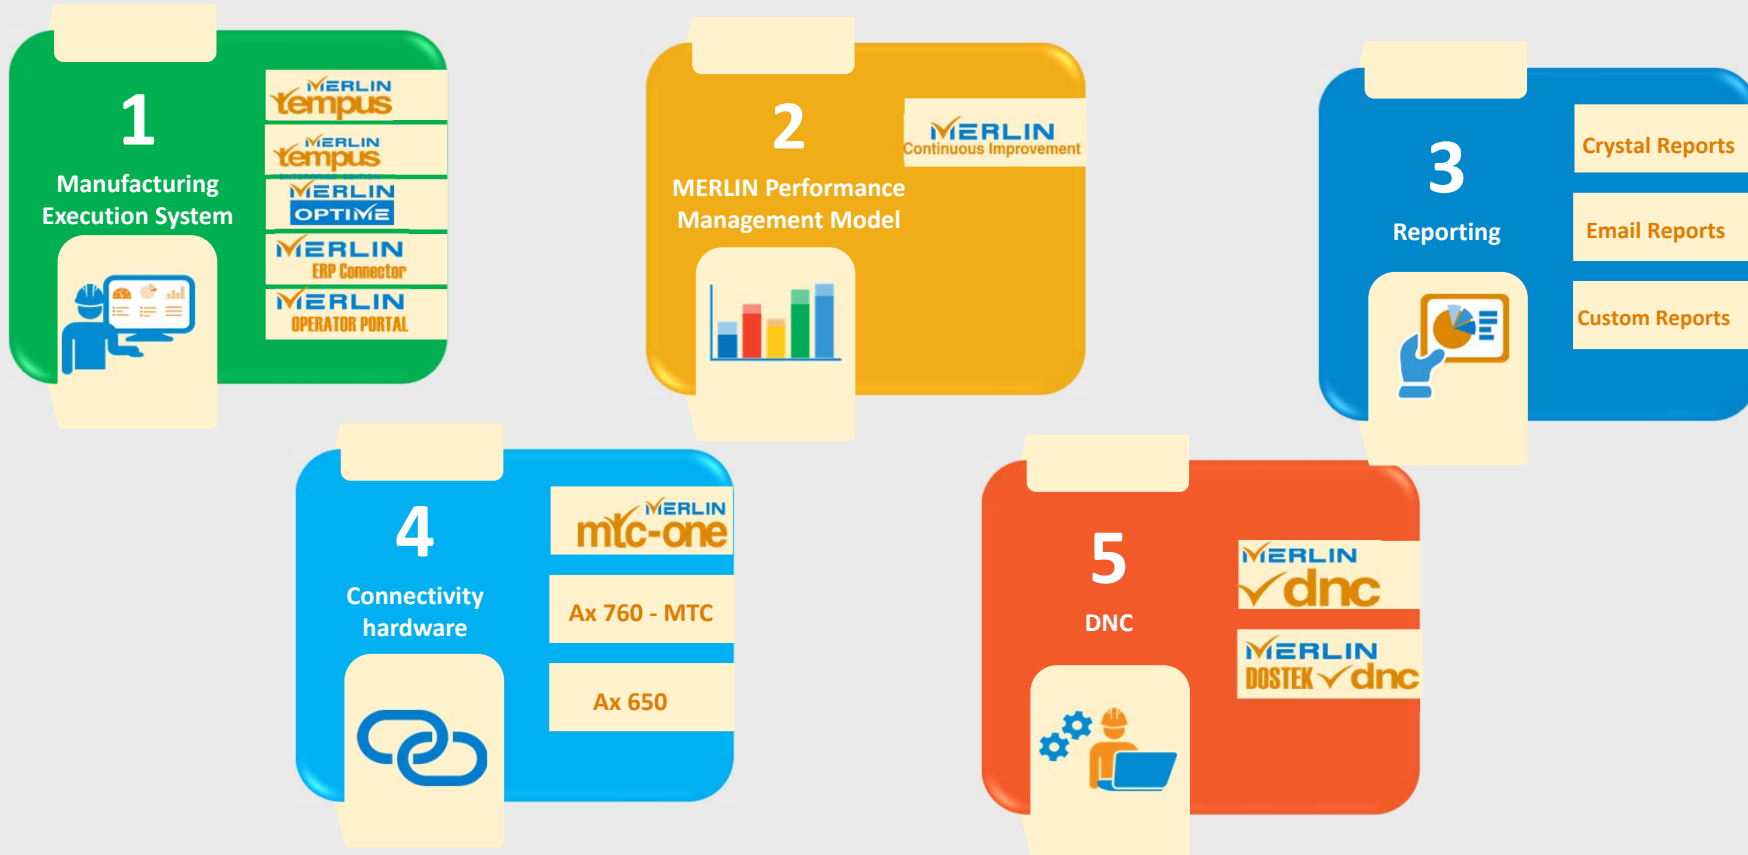 1
Manufacturing
Execution System
MERLIN
tempus
MERLIN
tempus
ENTERPRISE EDITION
MERLIN
OPTIME
MERLIN
ERP Connector
MERLIN
OPERATOR PORTAL
2
MERLIN Performance
Management Model
MERLIN
Continuous Improvement
3
Reporting
Crystal Reports
Email Reports
Custom Reports
4
Connectivity
hardware
MERLIN
mtc-one
Ax 760 - MTC
Ax 650
5
DNC
MERLIN
dnc
MERLIN
DOSTEK dnc